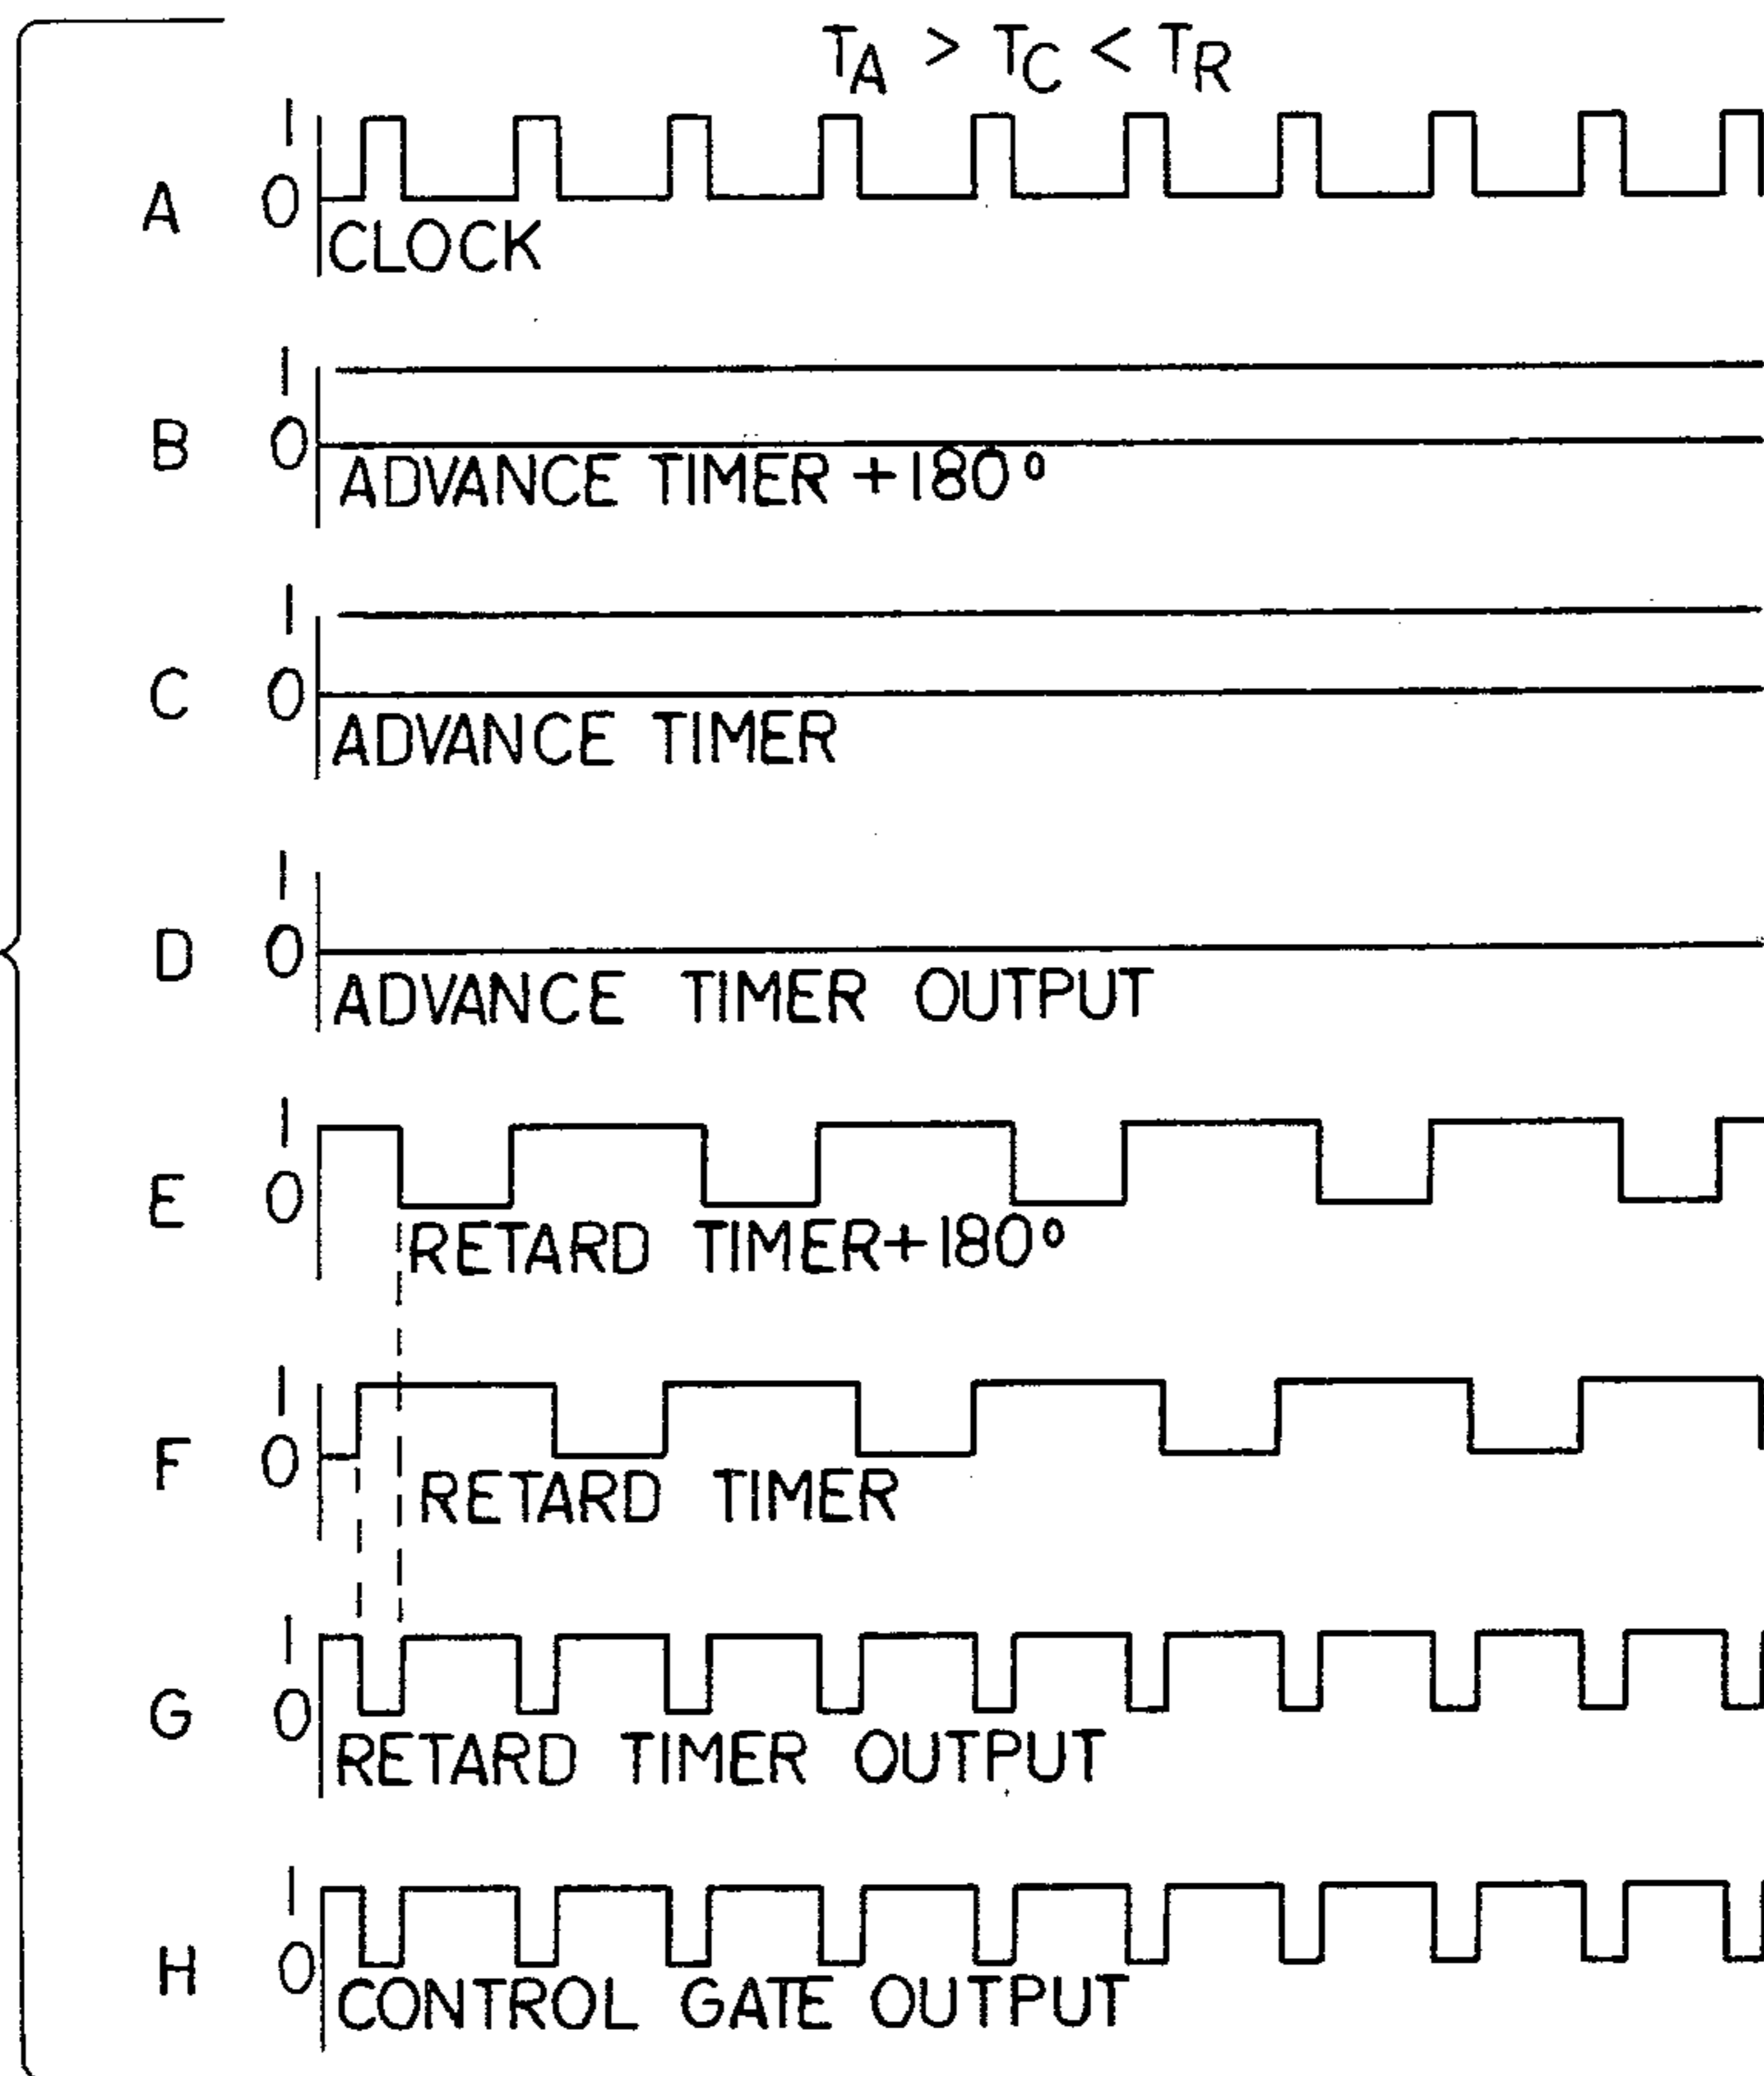 TA > TC < TR
1
A 0
CLOCK
1
B 0
ADVANCE TIMER +180°
1
C 0
ADVANCE TIMER
1
D 0
ADVANCE TIMER OUTPUT
1
E 0
RETARD TIMER+180°
1
F 0
RETARD TIMER
1
G 0
RETARD TIMER OUTPUT
1
H 0
CONTROL GATE OUTPUT